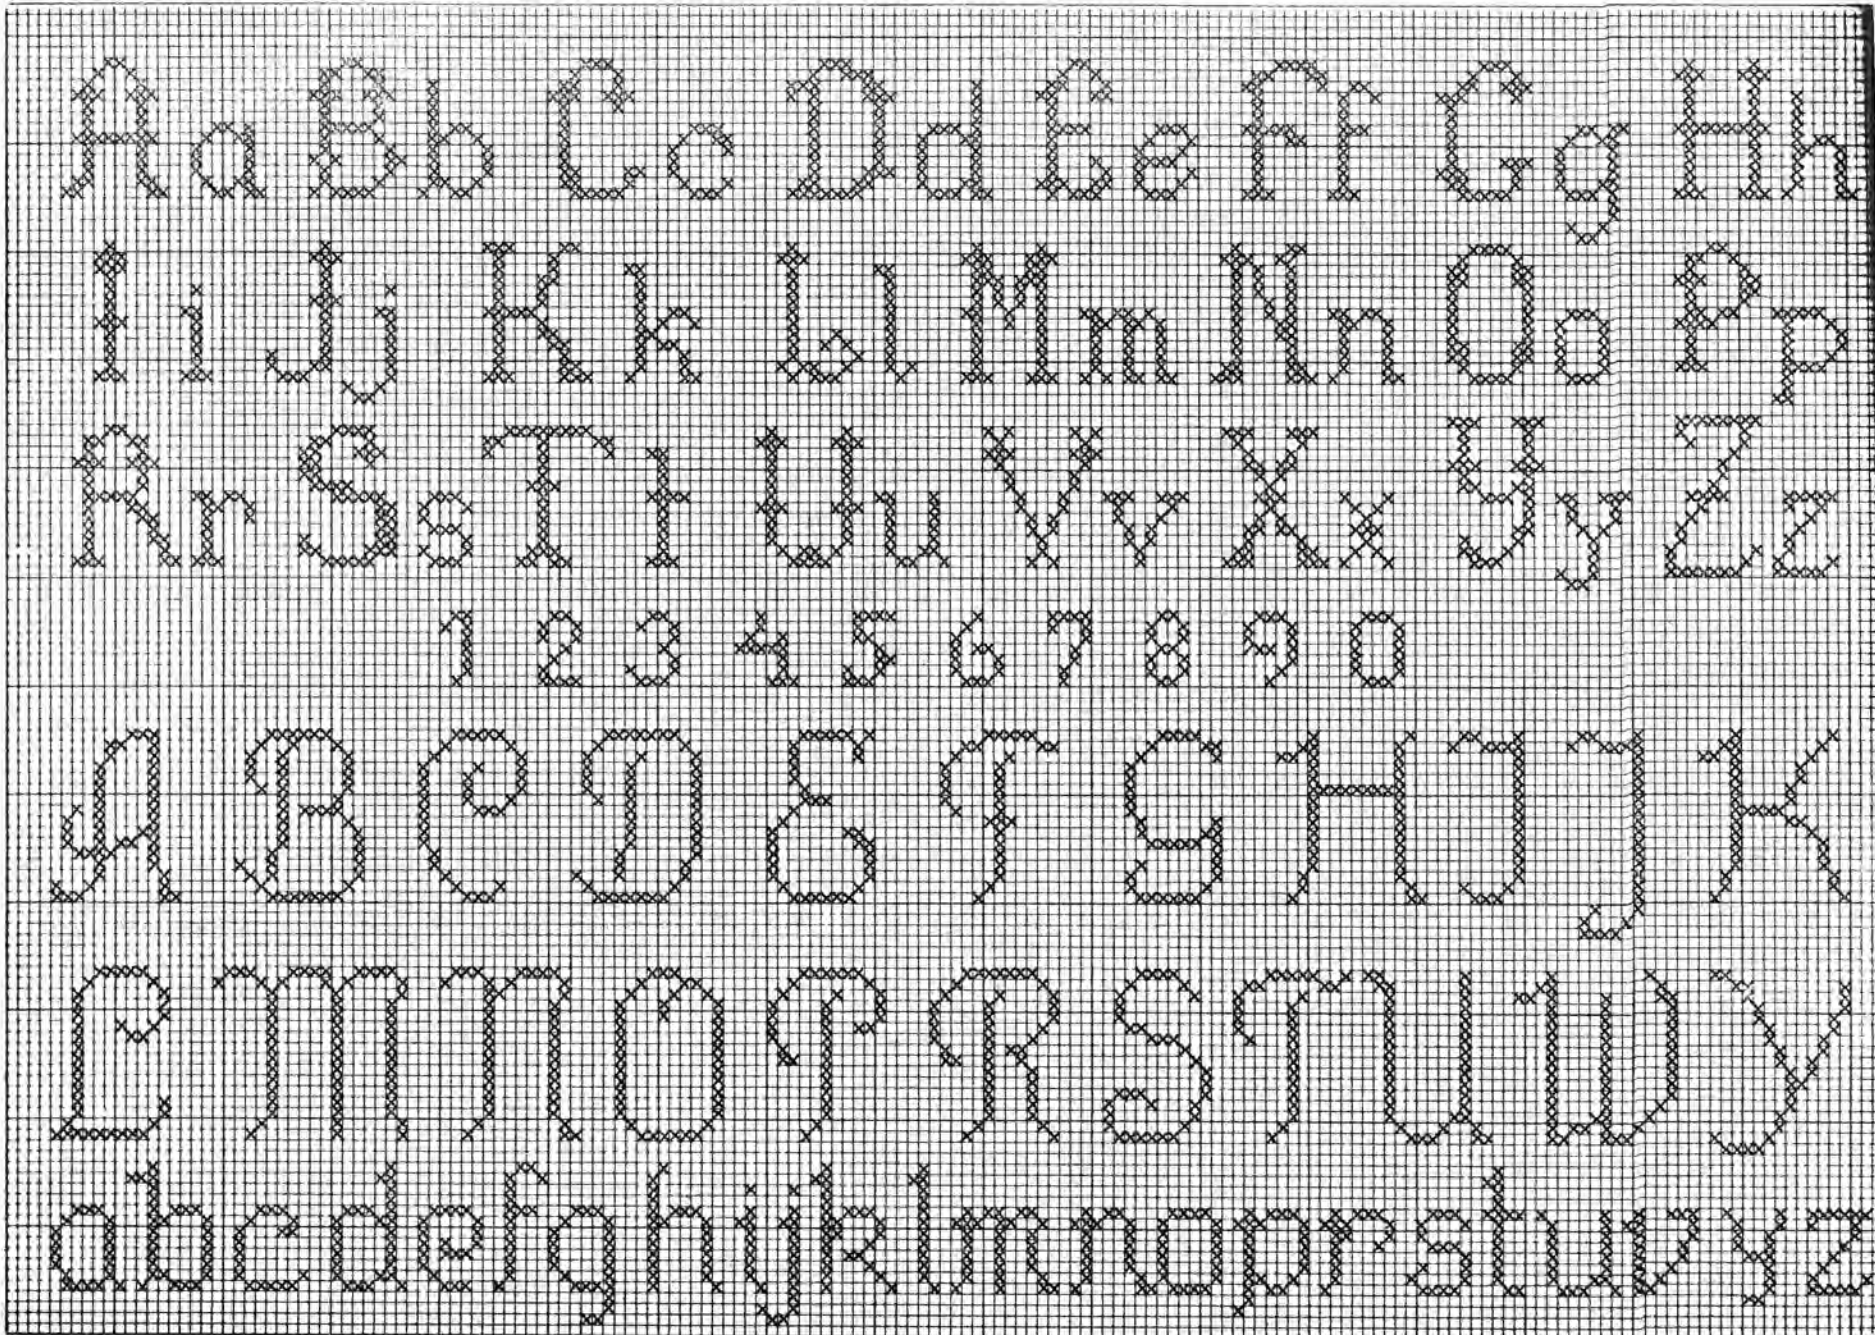 Aa Bb Cc Dd Ee Ff Gg Hh
Ii Jj Kk Ll Mm Nn Oo Pp
Rr Ss Tt Uu Vv Xx Yy Zz
1 2 3 4 5 6 7 8 9 0
A B C D E F G H I J K
L M N O P R S T U V Y
a b c d e f g h i j k l m n o p r s t u v y z